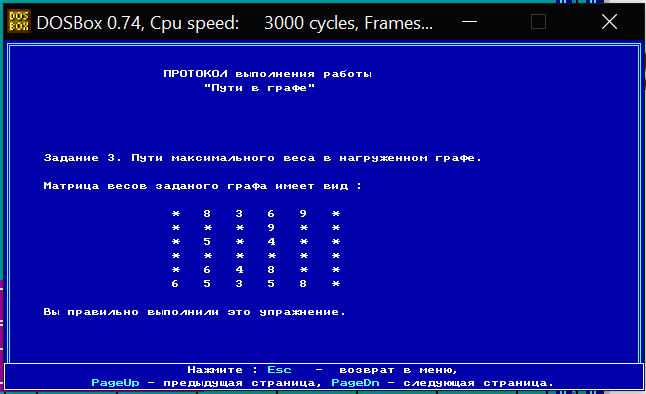 DOS
BOX
DOSBox 0.74, Cpu speed: 3000 cycles, Frames...
ПРОТОКОЛ выполнения работы
"Пути в графе"
Задание 3. Пути максимального веса в нагруженном графе.
Матрица весов заданого графа имеет вид :
* 8 3 6 9 *
* * * 9 * *
* 5 * 4 * *
* * * * * *
* 6 4 8 * *
6 5 3 5 8 *
Вы правильно выполнили это упражнение.
Нажмите : Esc - возврат в меню,
PageUp - предыдущая страница, PageDn - следующая страница.